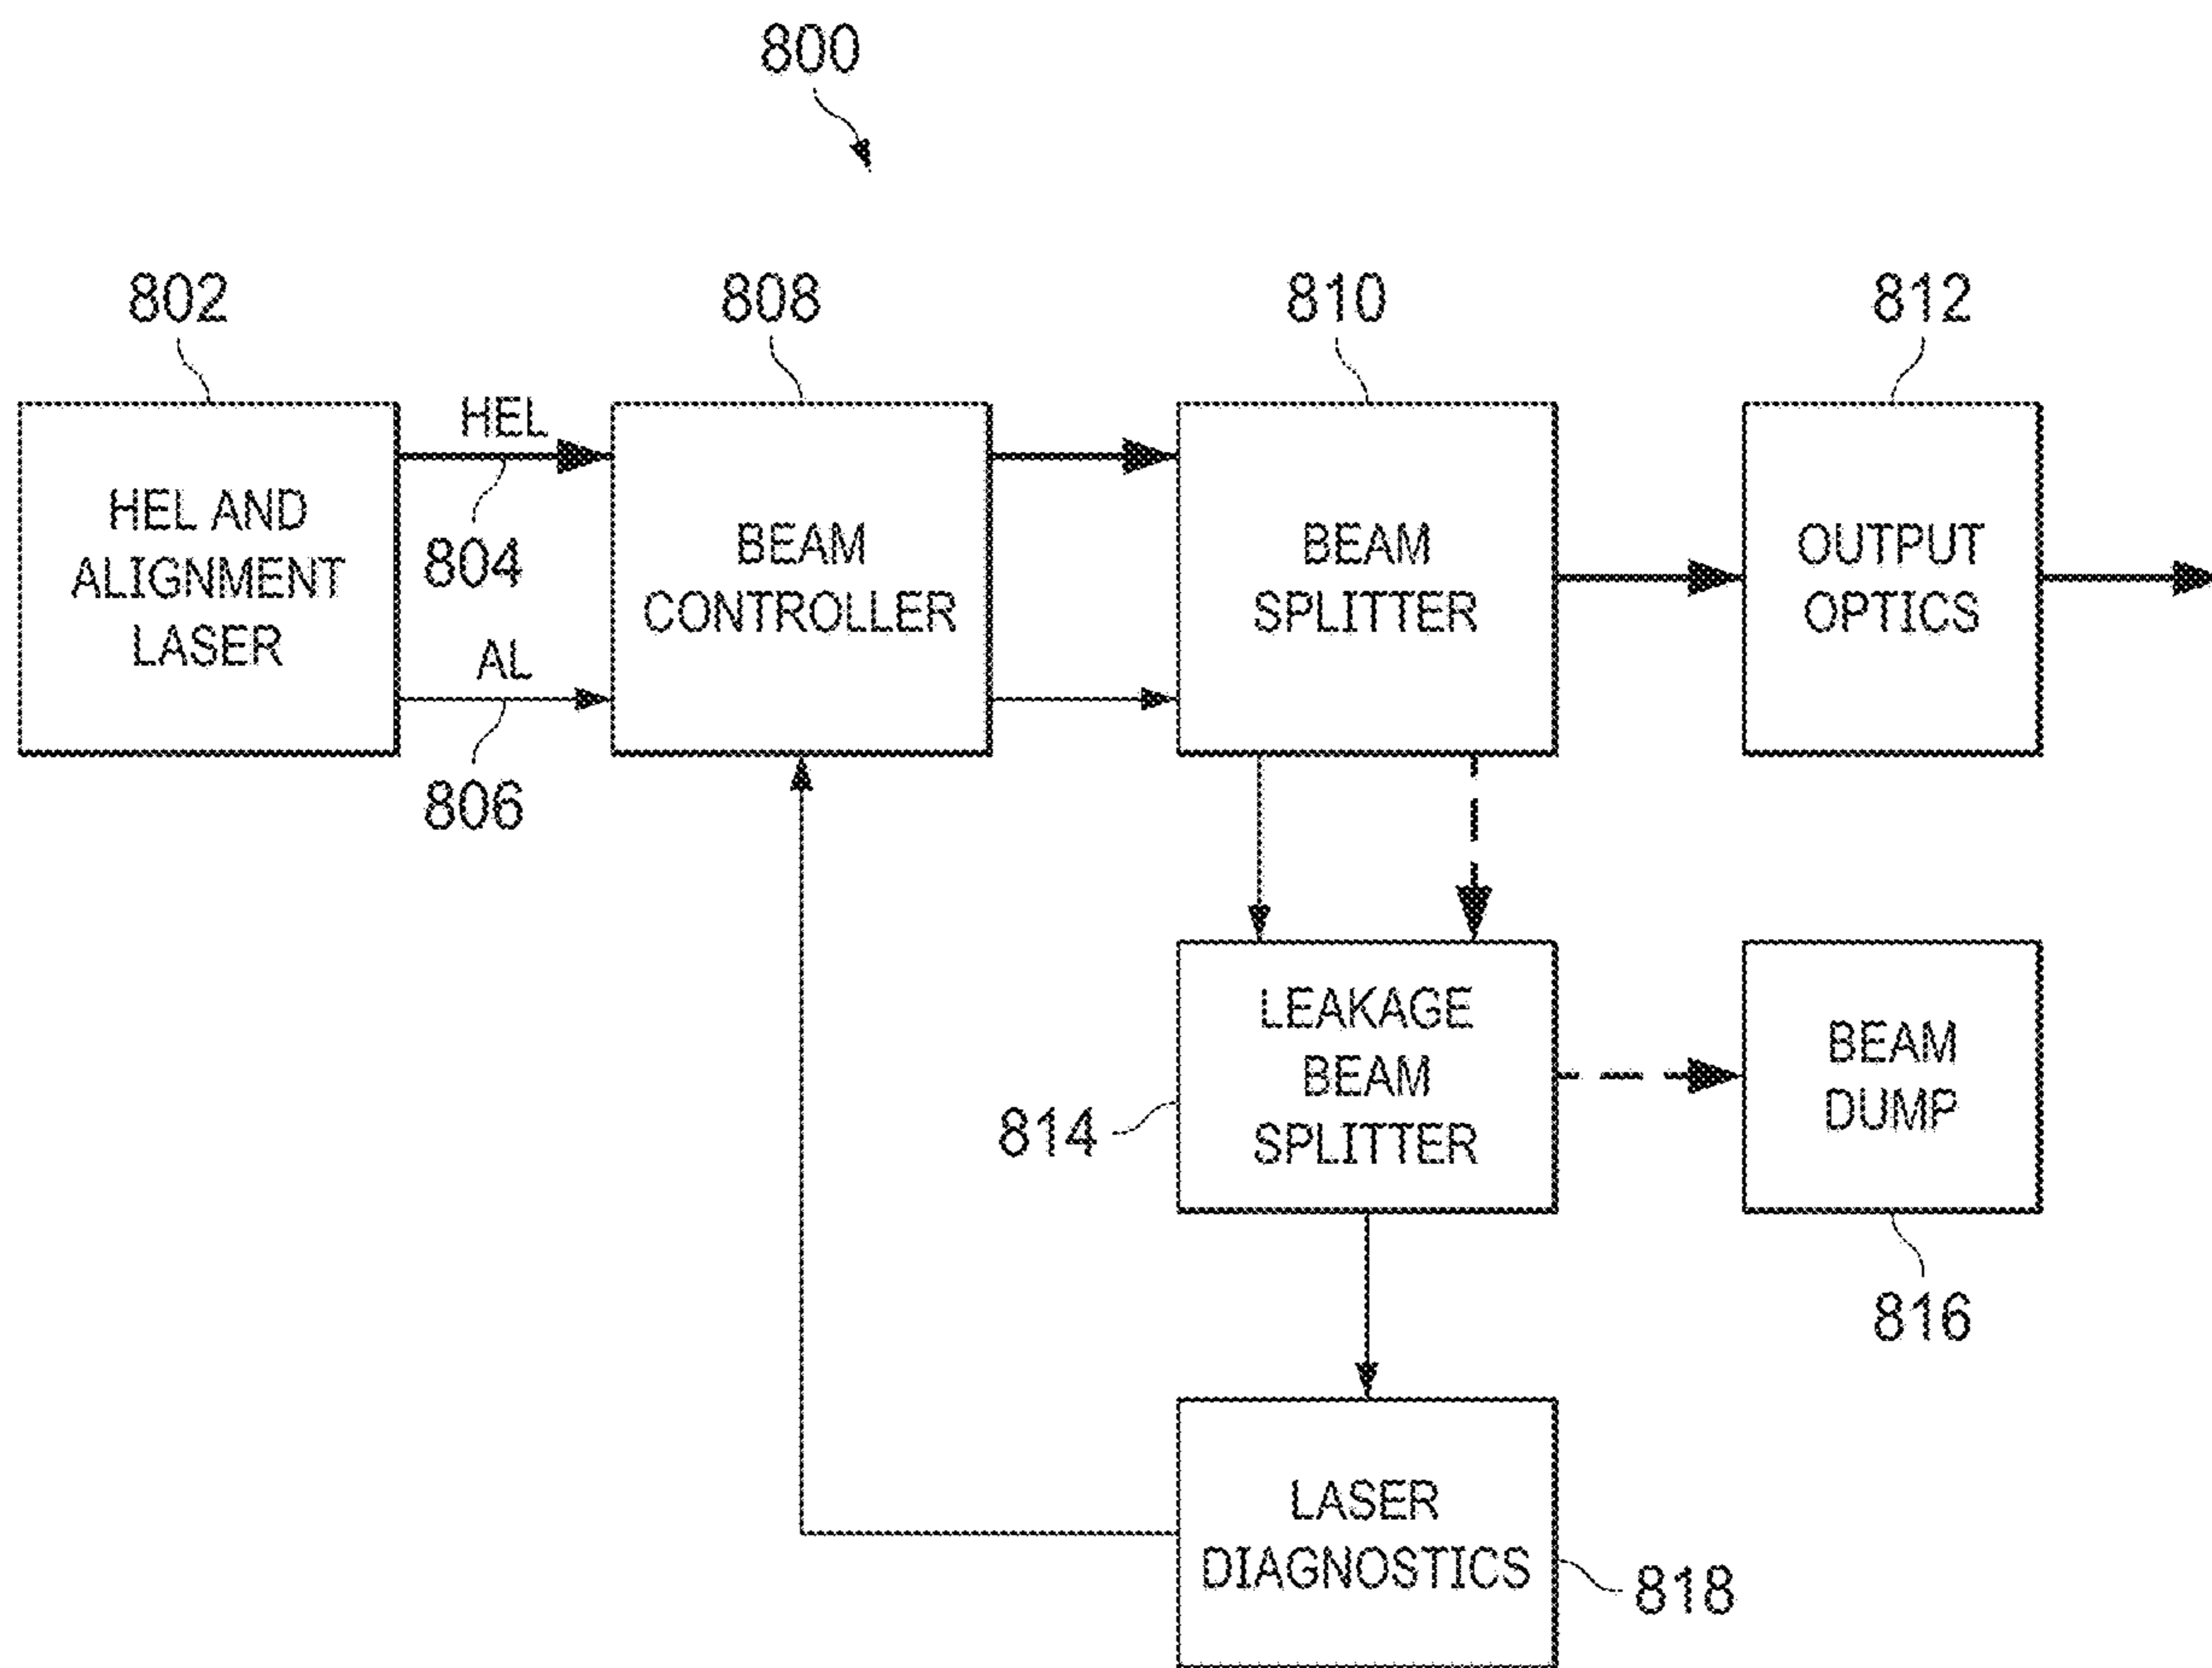 800
802
808
810
812
HEL
HEL AND
ALIGNMENT
LASER
804
AL
806
BEAM
CONTROLLER
BEAM
SPLITTER
OUTPUT
OPTICS
LEAKAGE
BEAM
SPLITTER
814
BEAM
DUMP
816
LASER
DIAGNOSTICS
818